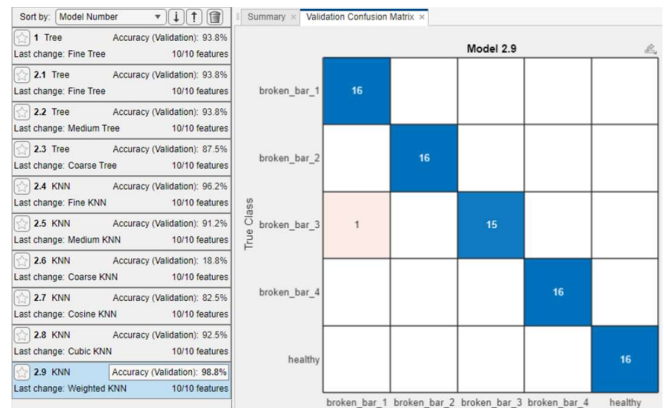 Sort by: Model Number
1 Tree Accuracy (Validation): 93.8%
Last change: Fine Tree 10/10 features
2.1 Tree Accuracy (Validation): 93.8%
Last change: Fine Tree 10/10 features
2.2 Tree Accuracy (Validation): 93.8%
Last change: Medium Tree 10/10 features
2.3 Tree Accuracy (Validation): 87.5%
Last change: Coarse Tree 10/10 features
2.4 KNN Accuracy (Validation): 96.2%
Last change: Fine KNN 10/10 features
2.5 KNN Accuracy (Validation): 91.2%
Last change: Medium KNN 10/10 features
2.6 KNN Accuracy (Validation): 18.8%
Last change: Coarse KNN 10/10 features
2.7 KNN Accuracy (Validation): 82.5%
Last change: Cosine KNN 10/10 features
2.8 KNN Accuracy (Validation): 92.5%
Last change: Cubic KNN 10/10 features
2.9 KNN Accuracy (Validation): 98.8%
Last change: Weighted KNN 10/10 features
Summary × Validation Confusion Matrix ×
Model 2.9
True Class
broken_bar_1 16
broken_bar_2 16
broken_bar_3 1 15
broken_bar_4 16
healthy 16
broken_bar_1 broken_bar_2 broken_bar_3 broken_bar_4 healthy